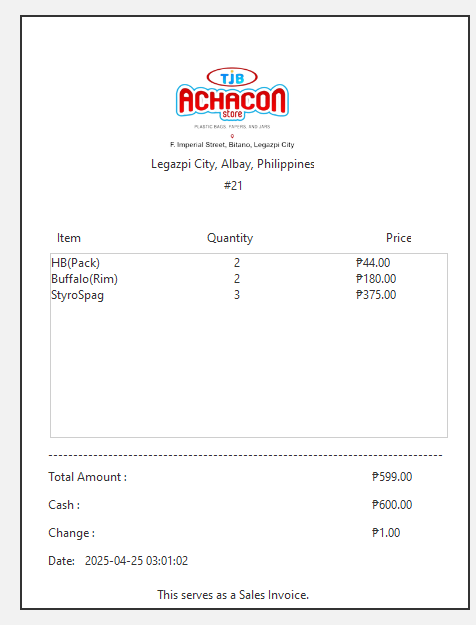 TJB
ACHACON
store
PLASTIC BAGS, PAPERS, AND JARS
F. Imperial Street, Bitano, Legazpi City
Legazpi City, Albay, Philippines
#21
Item Quantity Price
HB(Pack) 2 ₱44.00
Buffalo(Rim) 2 ₱180.00
StyroSpag 3 ₱375.00
Total Amount : ₱599.00
Cash : ₱600.00
Change : ₱1.00
Date: 2025-04-25 03:01:02
This serves as a Sales Invoice.